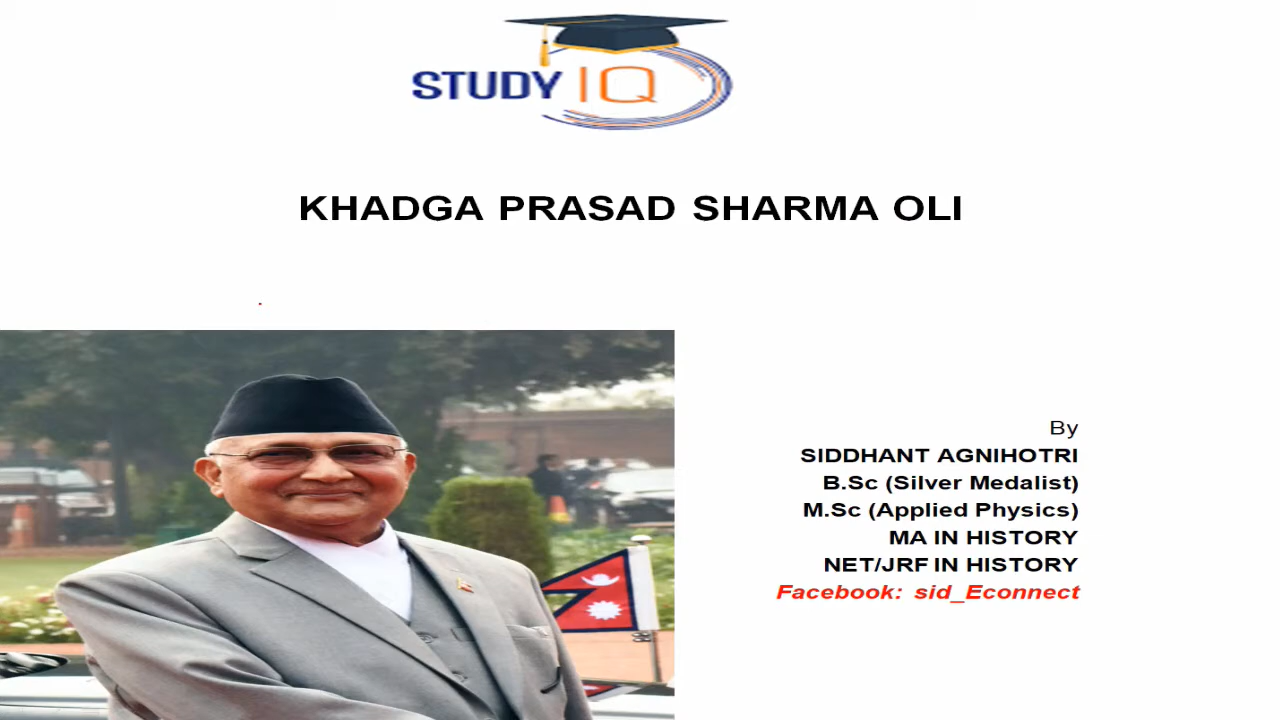 STUDY IQ
KHADGA PRASAD SHARMA OLI
By
SIDDHANT AGNIHOTRI
B.Sc (Silver Medalist)
M.Sc (Applied Physics)
MA IN HISTORY
NET/JRF IN HISTORY
Facebook: sid_Econnect